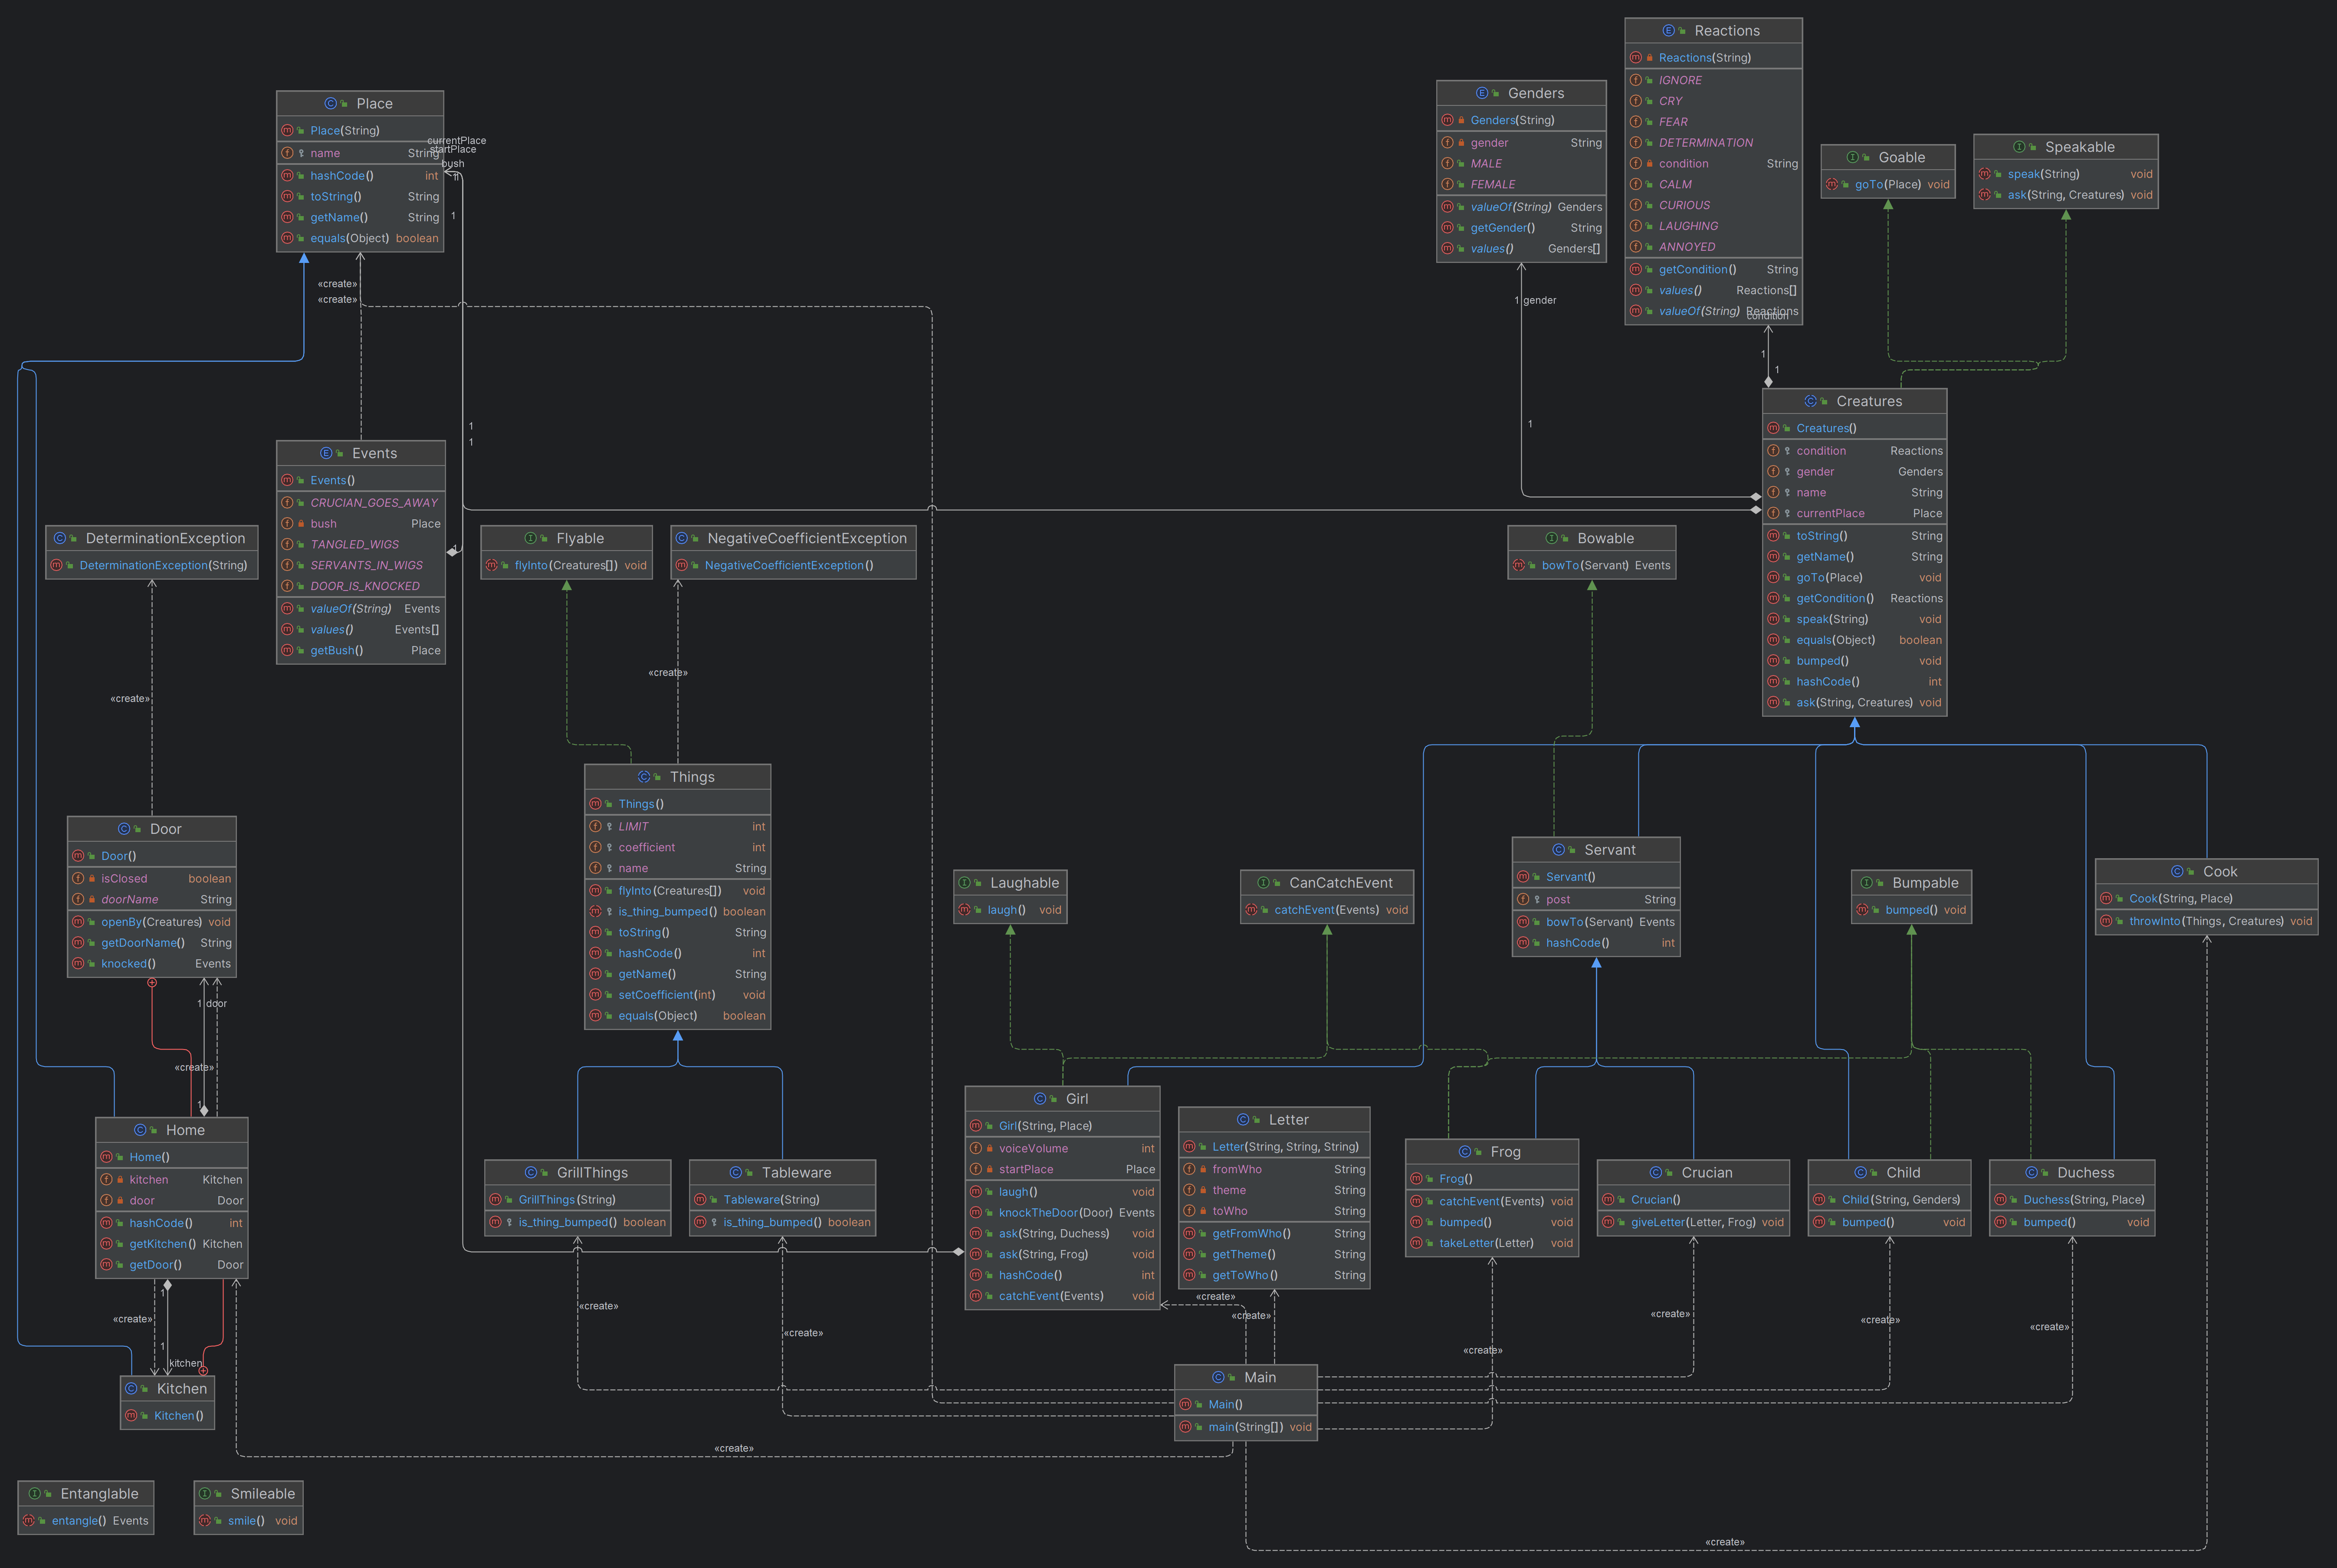 Reactions
Reactions(String)
IGNORE
CRY
FEAR
DETERMINATION
condition String
CALM
CURIOUS
LAUGHING
ANNOYED
getCondition() String
values() Reactions[]
valueOf(String) Reactions
condition
1
1
Genders
Genders(String)
gender String
MALE
FEMALE
valueOf(String) Genders
getGender() String
values() Genders[]
1 gender
1
Place
Place(String)
name String
hashCode() int
toString() String
getName() String
equals(Object) boolean
currentPlace
startPlace
bush
1
1
1
1
1
«create»
«create»
Goable
goTo(Place) void
Speakable
speak(String) void
ask(String, Creatures) void
Creatures
Creatures()
condition Reactions
gender Genders
name String
currentPlace Place
toString() String
getName() String
goTo(Place) void
getCondition() Reactions
speak(String) void
equals(Object) boolean
bumped() void
hashCode() int
ask(String, Creatures) void
Events
Events()
CRUCIAN_GOES_AWAY
bush Place
TANGLED_WIGS
SERVANTS_IN_WIGS
DOOR_IS_KNOCKED
valueOf(String) Events
values() Events[]
getBush() Place
1
DeterminationException
DeterminationException(String)
«create»
Flyable
flyInto(Creatures[]) void
NegativeCoefficientException
NegativeCoefficientException()
«create»
Bowable
bowTo(Servant) Events
Things
Things()
LIMIT int
coefficient int
name String
flyInto(Creatures[]) void
is_thing_bumped() boolean
toString() String
hashCode() int
getName() String
setCoefficient(int) void
equals(Object) boolean
Door
Door()
isClosed boolean
doorName String
openBy(Creatures) void
getDoorName() String
knocked() Events
1 door
«create»
1
Servant
Servant()
post String
bowTo(Servant) Events
hashCode() int
Laughable
laugh() void
CanCatchEvent
catchEvent(Events) void
Bumpable
bumped() void
Cook
Cook(String, Place)
throwInto(Things, Creatures) void
Home
Home()
kitchen Kitchen
door Door
hashCode() int
getKitchen() Kitchen
getDoor() Door
1
«create»
1
kitchen
Kitchen
Kitchen()
GrillThings
GrillThings(String)
is_thing_bumped() boolean
«create»
Tableware
Tableware(String)
is_thing_bumped() boolean
«create»
Girl
Girl(String, Place)
voiceVolume int
startPlace Place
laugh() void
knockTheDoor(Door) Events
ask(String, Duchess) void
ask(String, Frog) void
hashCode() int
catchEvent(Events) void
«create»
Letter
Letter(String, String, String)
fromWho String
theme String
toWho String
getFromWho() String
getTheme() String
getToWho() String
«create»
Frog
Frog()
catchEvent(Events) void
bumped() void
takeLetter(Letter) void
«create»
Crucian
Crucian()
giveLetter(Letter, Frog) void
«create»
Child
Child(String, Genders)
bumped() void
«create»
Duchess
Duchess(String, Place)
bumped() void
«create»
Main
Main()
main(String[]) void
«create»
«create»
Entanglable
entangle() Events
Smileable
smile() void